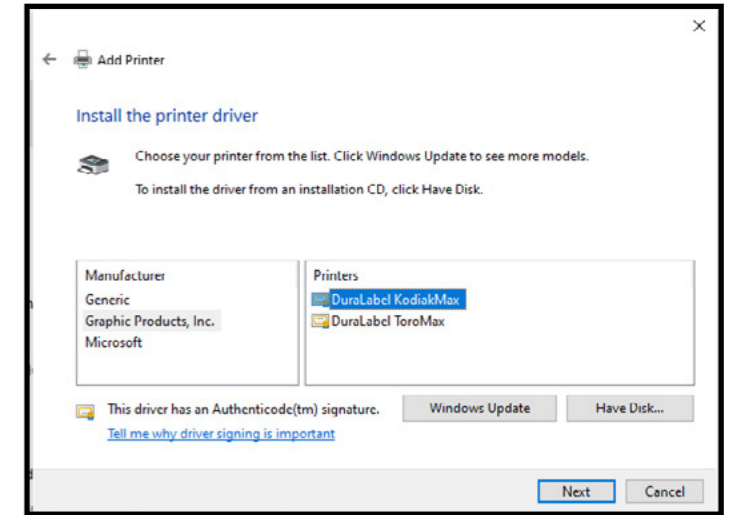 Add Printer
Install the printer driver
Choose your printer from the list. Click Windows Update to see more models.
To install the driver from an installation CD, click Have Disk.
Manufacturer
Generic
Graphic Products, Inc.
Microsoft
Printers
DuraLabel KodiakMax
DuraLabel ToroMax
This driver has an Authenticode(tm) signature.
Tell me why driver signing is important
Windows Update
Have Disk...
Next
Cancel